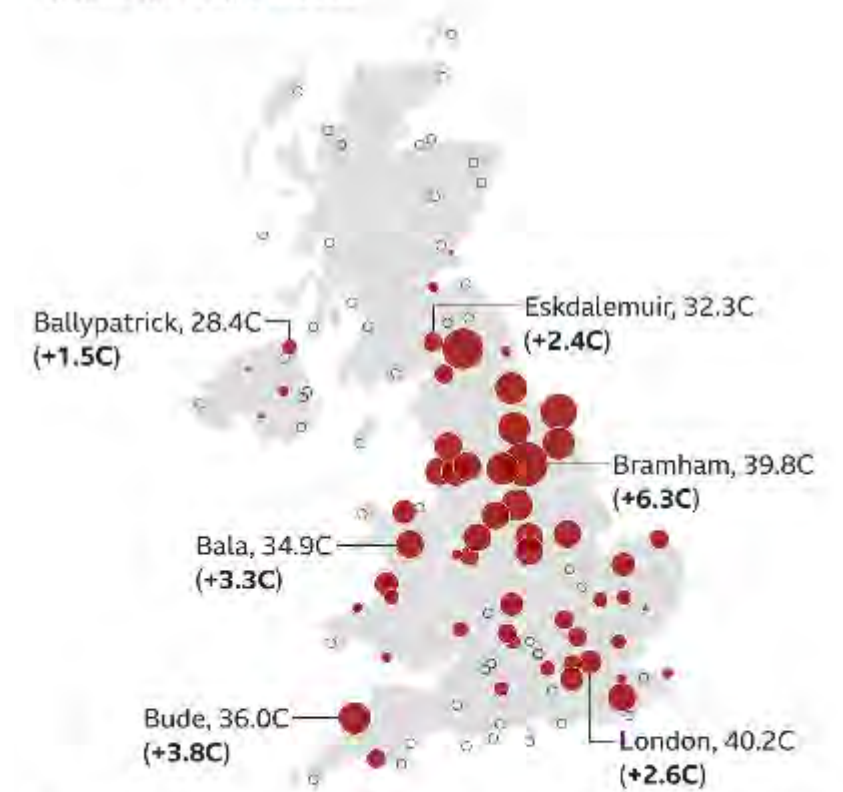 Eskdalemuir, 32.3C
(+2.4C)
Ballypatrick, 28.4C
(+1.5C)
Bramham, 39.8C
(+6.3C)
Bala, 34.9C
(+3.3C)
Bude, 36.0C
(+3.8C)
London, 40.2C
(+2.6C)